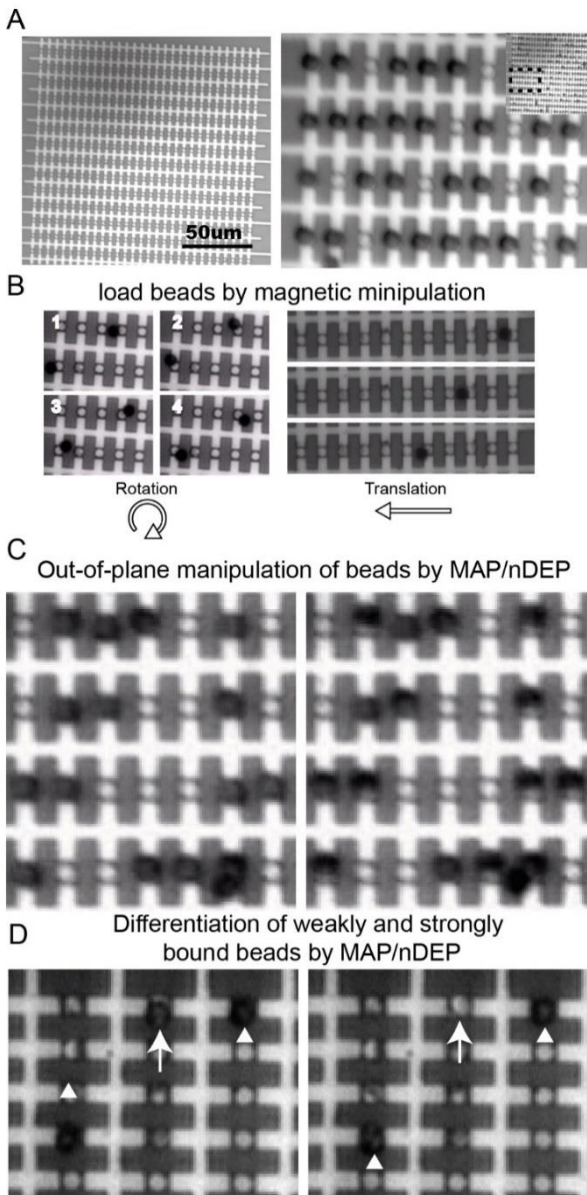 A
50um
B
load beads by magnetic minipulation
1 2
3 4
Rotation Translation
C
Out-of-plane manipulation of beads by MAP/nDEP
D
Differentiation of weakly and strongly
bound beads by MAP/nDEP